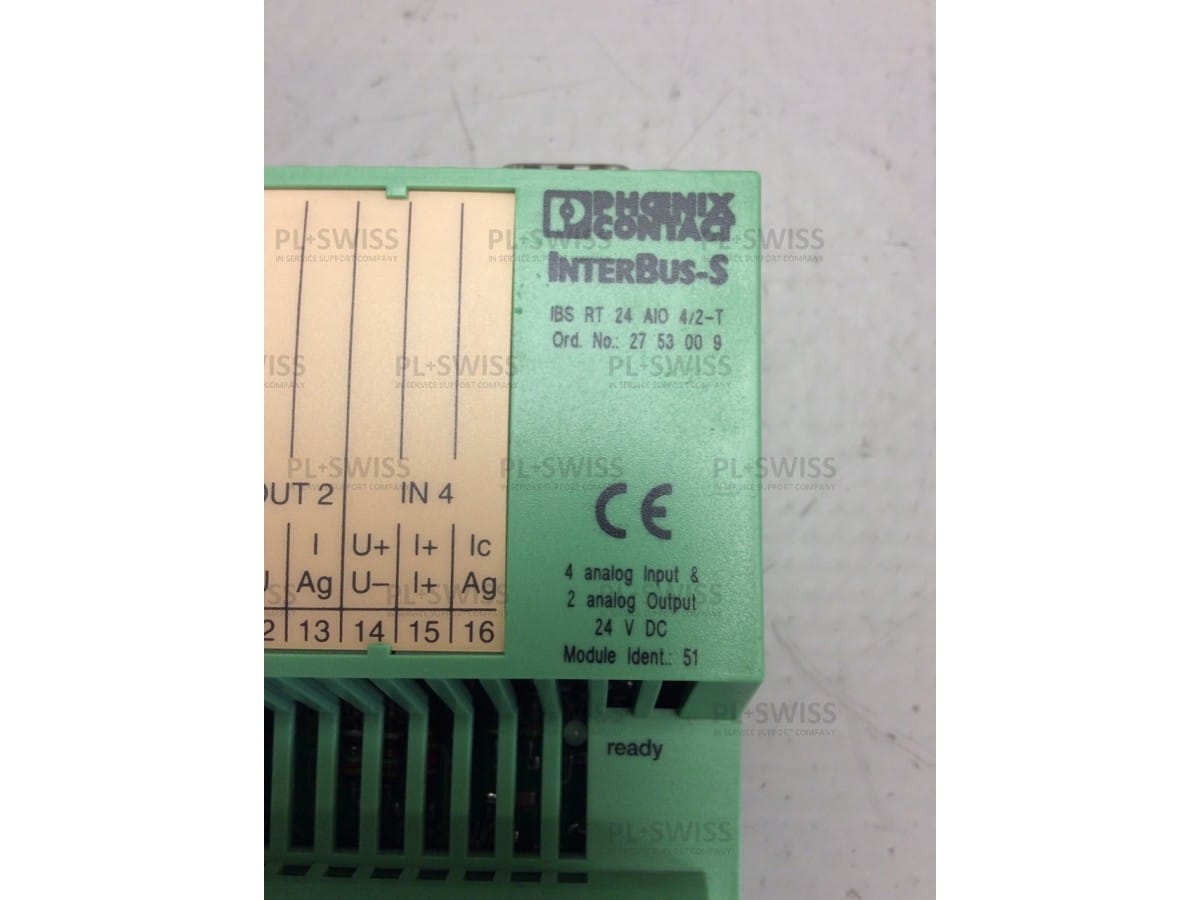 PHŒNIX
CONTACT
INTERBUS-S
IBS RT 24 AIO 4/2-T
Ord. No.: 27 53 00 9
OUT 2 IN 4
I U+ I+ Ic
Ag U− I+ Ag
13 14 15 16
4 analog Input &
2 analog Output
24 V DC
Module Ident.: 51
ready
PL+SWISS
IN SERVICE SUPPORT COMPANY